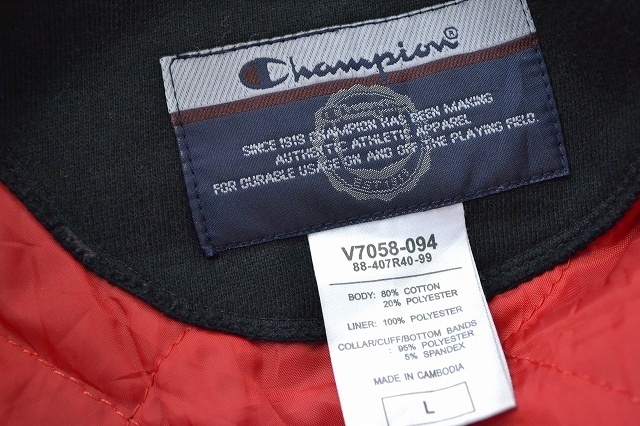 Champion®
SINCE 1919 CHAMPION HAS BEEN MAKING
AUTHENTIC ATHLETIC APPAREL
FOR DURABLE USAGE ON AND OFF THE PLAYING FIELD.
EST 1919
V7058-094
88-407R40-99
BODY: 80% COTTON
20% POLYESTER
LINER: 100% POLYESTER
COLLAR/CUFF/BOTTOM BANDS
: 95% POLYESTER
5% SPANDEX
MADE IN CAMBODIA
L